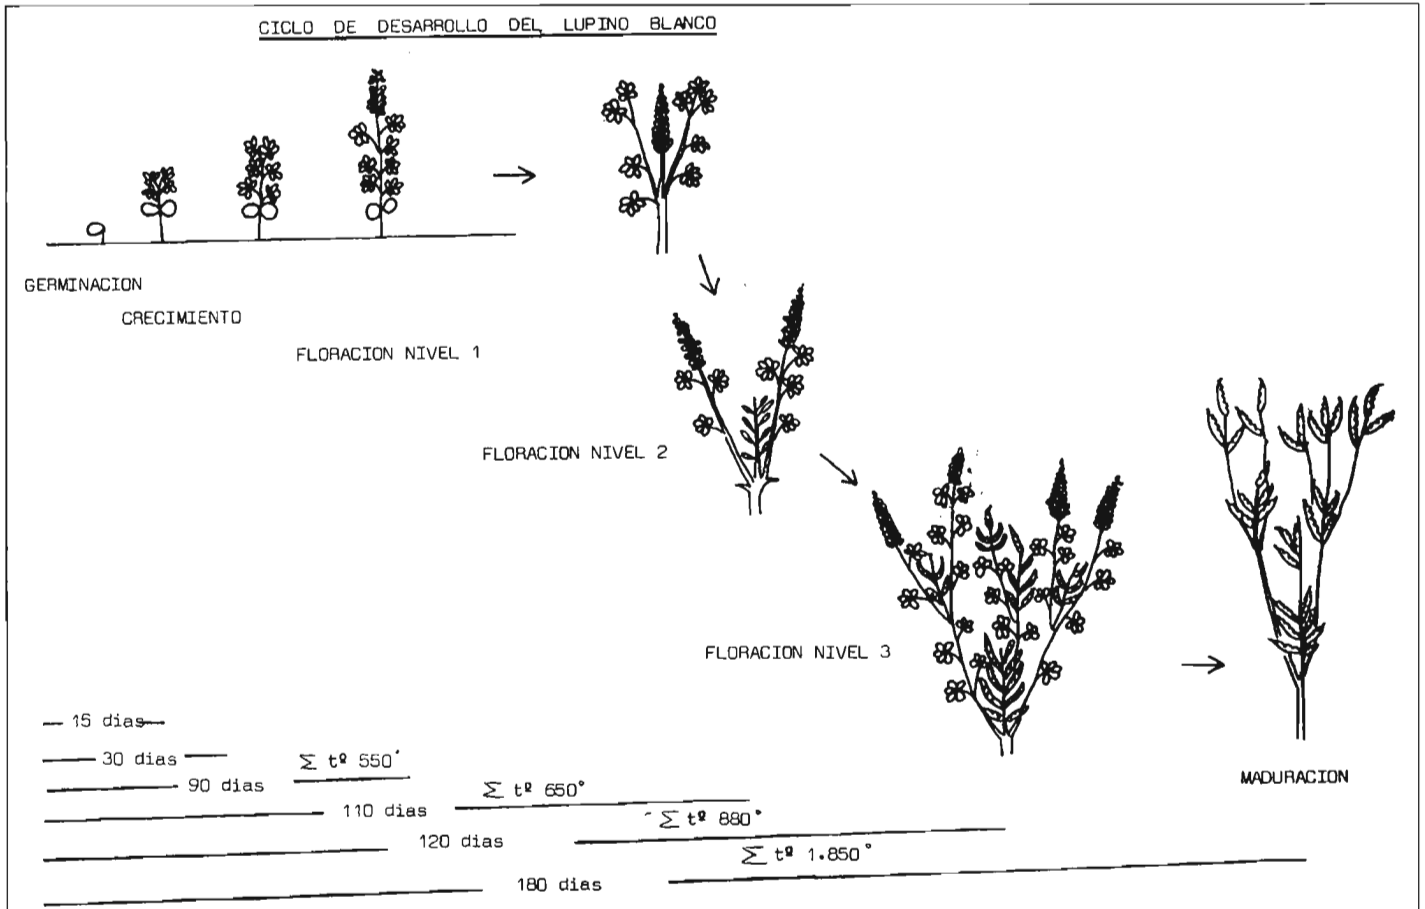 CICLO DE DESARROLLO DEL LUPINO BLANCO
GERMINACION
CRECIMIENTO
FLORACION NIVEL 1
FLORACION NIVEL 2
FLORACION NIVEL 3
MADURACION
15 dias
30 dias
∑ tº 550°
90 dias
∑ tº 650°
110 dias
∑ tº 880°
120 dias
∑ tº 1.850°
180 dias